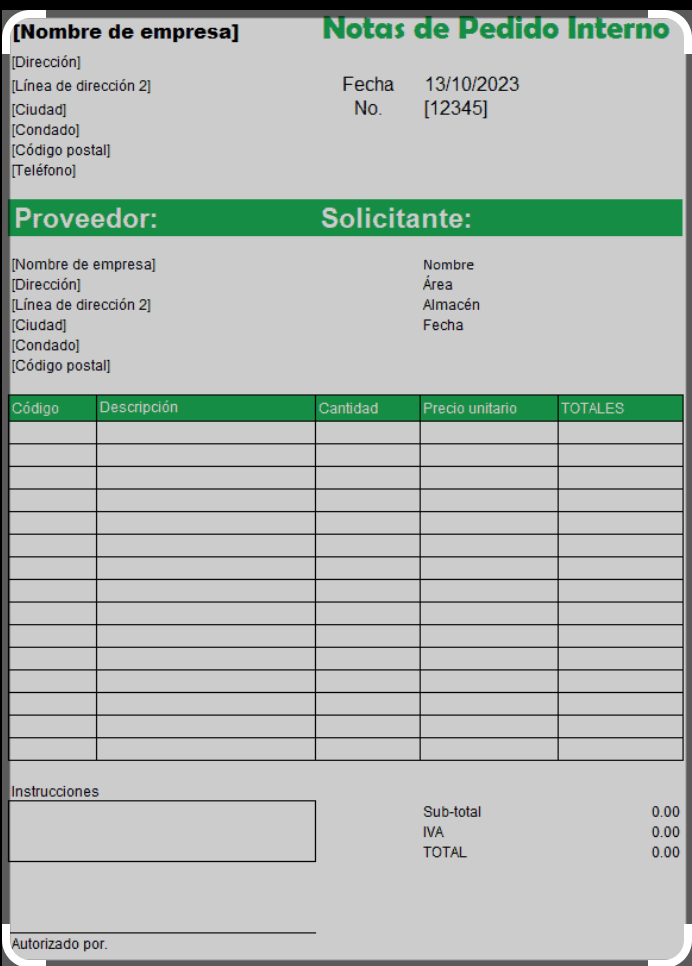 [Nombre de empresa]
Notas de Pedido Interno
[Dirección]
[Línea de dirección 2]
Fecha 13/10/2023
[Ciudad]
No. [12345]
[Condado]
[Código postal]
[Teléfono]
Proveedor: Solicitante:
[Nombre de empresa] Nombre
[Dirección] Área
[Línea de dirección 2] Almacén
[Ciudad] Fecha
[Condado]
[Código postal]
Código Descripción Cantidad Precio unitario TOTALES
Instrucciones
Sub-total 0.00
IVA 0.00
TOTAL 0.00
Autorizado por.